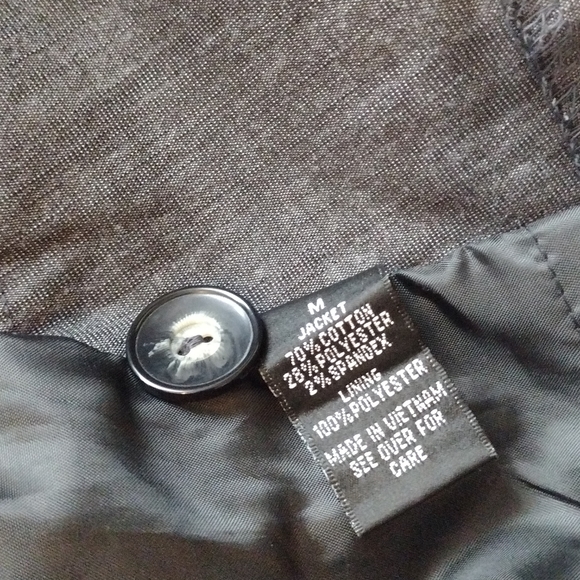 M
JACKET
70% COTTON
28% POLYESTER
2% SPANDEX
LINING
100% POLYESTER
MADE IN VIETNAM
SEE OVER FOR
CARE